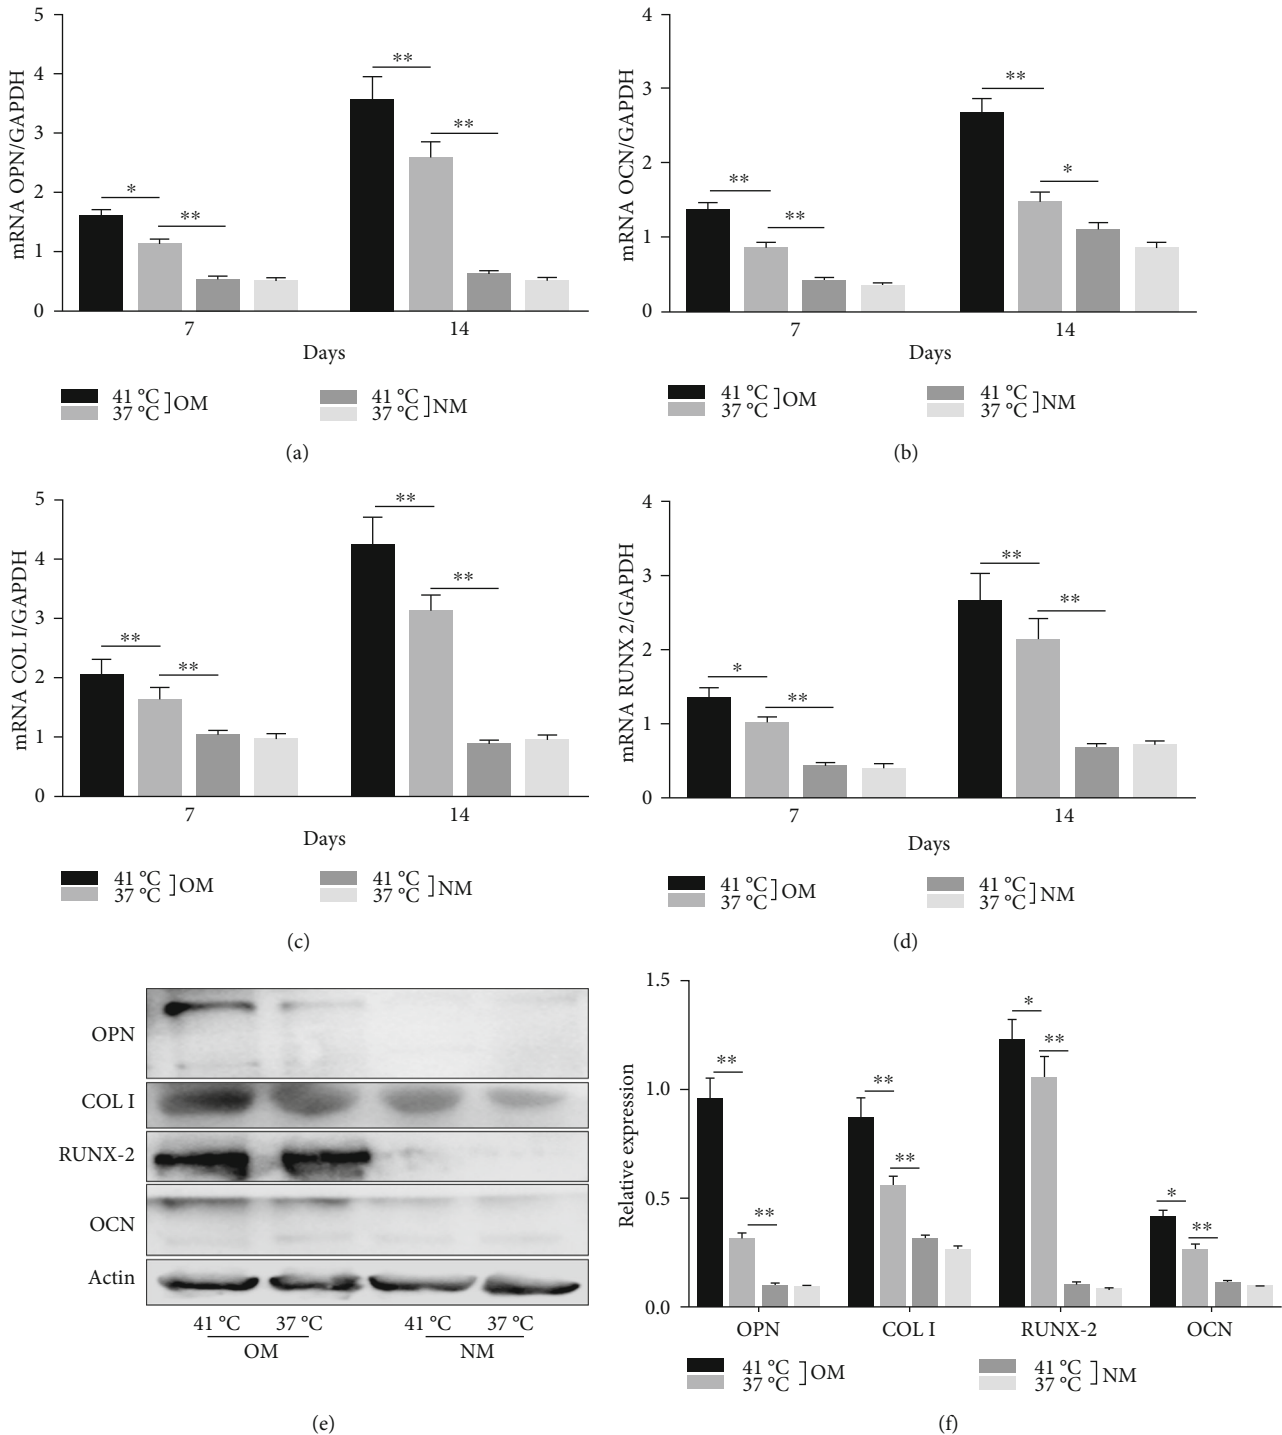 5
4
3
2
1
0
mRNA OPN/GAPDH
*
**
**
**
7
14
Days
41 °C
37 °C
OM
41 °C
37 °C
NM
(a)
4
3
2
1
0
mRNA OCN/GAPDH
**
**
**
*
7
14
Days
41 °C
37 °C
OM
41 °C
37 °C
NM
(b)
5
4
3
2
1
0
mRNA COL I/GAPDH
**
**
**
**
7
14
Days
41 °C
37 °C
OM
41 °C
37 °C
NM
(c)
4
3
2
1
0
mRNA RUNX 2/GAPDH
*
**
**
**
7
14
Days
41 °C
37 °C
OM
41 °C
37 °C
NM
(d)
OPN
COL I
RUNX-2
OCN
Actin
41 °C 37 °C 41 °C 37 °C
OM NM
(e)
1.5
1.0
0.5
0.0
Relative expression
**
**
**
**
*
**
*
**
OPN COL I RUNX-2 OCN
41 °C
37 °C
OM
41 °C
37 °C
NM
(f)